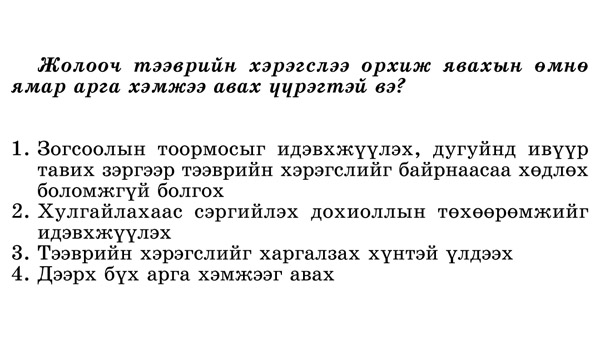 Жолооч тээврийн хэрэгслээ орхиж явахын өмнө
ямар арга хэмжээ авах үүрэгтэй вэ?
1. Зогсоолын тоормосыг идэвхжүүлэх, дугуйнд ивүүр
тавих зэргээр тээврийн хэрэгслийг байрнаасаа хөдлөх
боломжгүй болгох
2. Хулгайлахаас сэргийлэх дохиоллын төхөөрөмжийг
идэвхжүүлэх
3. Тээврийн хэрэгслийг харгалзах хүнтэй үлдээх
4. Дээрх бүх арга хэмжээг авах